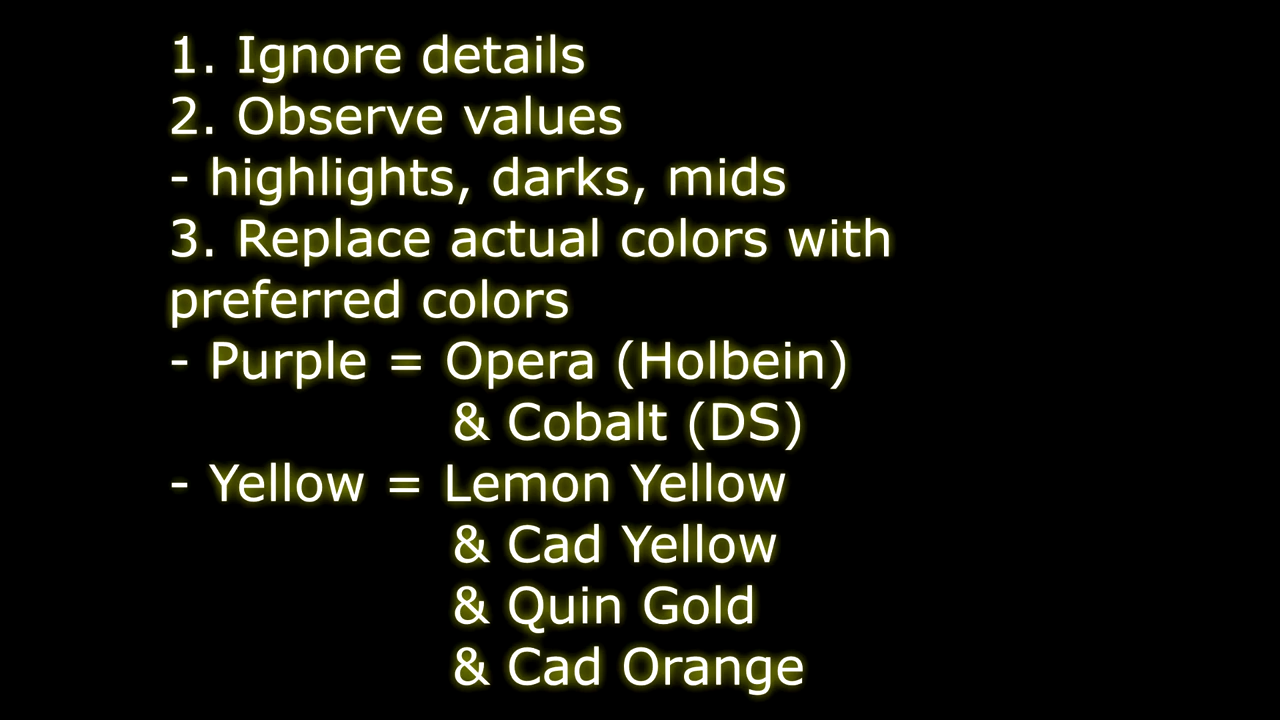 1. Ignore details
2. Observe values
- highlights, darks, mids
3. Replace actual colors with
preferred colors
- Purple = Opera (Holbein)
& Cobalt (DS)
- Yellow = Lemon Yellow
& Cad Yellow
& Quin Gold
& Cad Orange